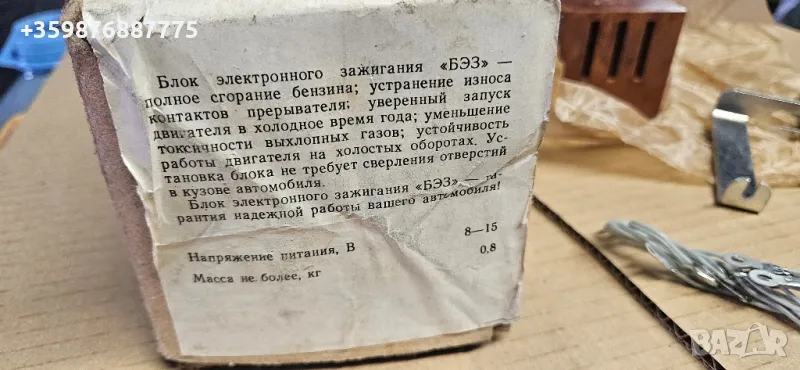 +359876887775
Блок электронного зажигания «БЭЗ» —
полное сгорание бензина; устранение износа
контактов прерывателя; уверенный запуск
двигателя в холодное время года; уменьшение
токсичности выхлопных газов; устойчивость
работы двигателя на холостых оборотах. Ус-
тановка блока не требует сверления отверстий
в кузове автомобиля.
Блок электронного зажигания «БЭЗ» — га-
рантия надежной работы вашего автомобиля!
Напряжение питания, В 8—15
Масса не более, кг 0,8
BAZAR